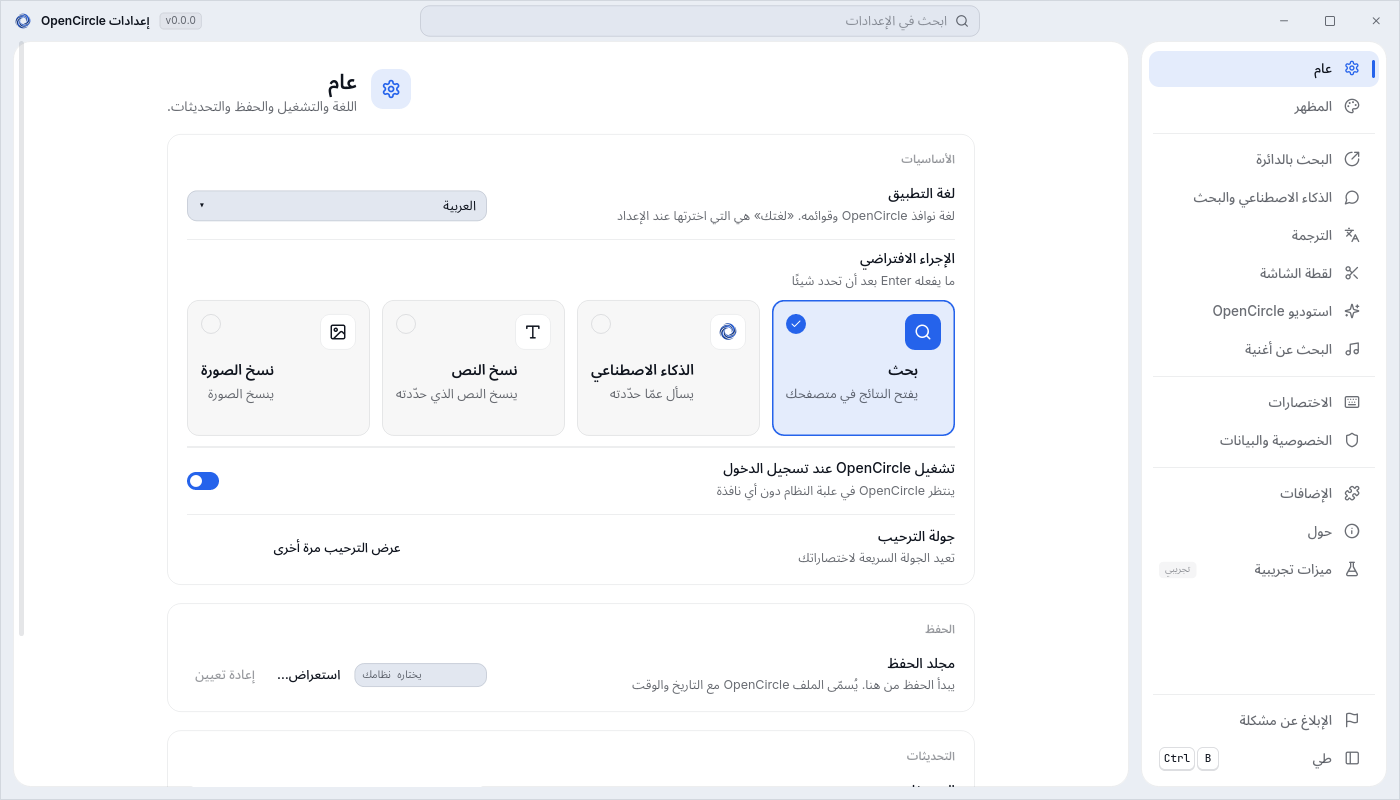 إعدادات OpenCircle
v0.0.0
ابحث في الإعدادات
عام
المظهر
البحث بالدائرة
الذكاء الاصطناعي والبحث
الترجمة
لقطة الشاشة
استوديو OpenCircle
البحث عن أغنية
الاختصارات
الخصوصية والبيانات
الإضافات
حول
ميزات تجريبية
تجريبي
الإبلاغ عن مشكلة
طي
Ctrl B
عام
اللغة والتشغيل والحفظ والتحديثات.
الأساسيات
لغة التطبيق
لغة نوافذ OpenCircle وقوائمه. «لغتك» هي التي اخترتها عند الإعداد
العربية
الإجراء الافتراضي
ما يفعله Enter بعد أن تحدد شيئًا
بحث
يفتح النتائج في متصفحك
الذكاء الاصطناعي
يسأل عمّا حدّدته
نسخ النص
ينسخ النص الذي حدّدته
نسخ الصورة
ينسخ الصورة
تشغيل OpenCircle عند تسجيل الدخول
ينتظر OpenCircle في علبة النظام دون أي نافذة
جولة الترحيب
تعيد الجولة السريعة لاختصاراتك
عرض الترحيب مرة أخرى
الحفظ
مجلد الحفظ
يبدأ الحفظ من هنا. يُسمّى الملف OpenCircle مع التاريخ والوقت
يختاره نظامك
استعراض...
إعادة تعيين
التحديثات